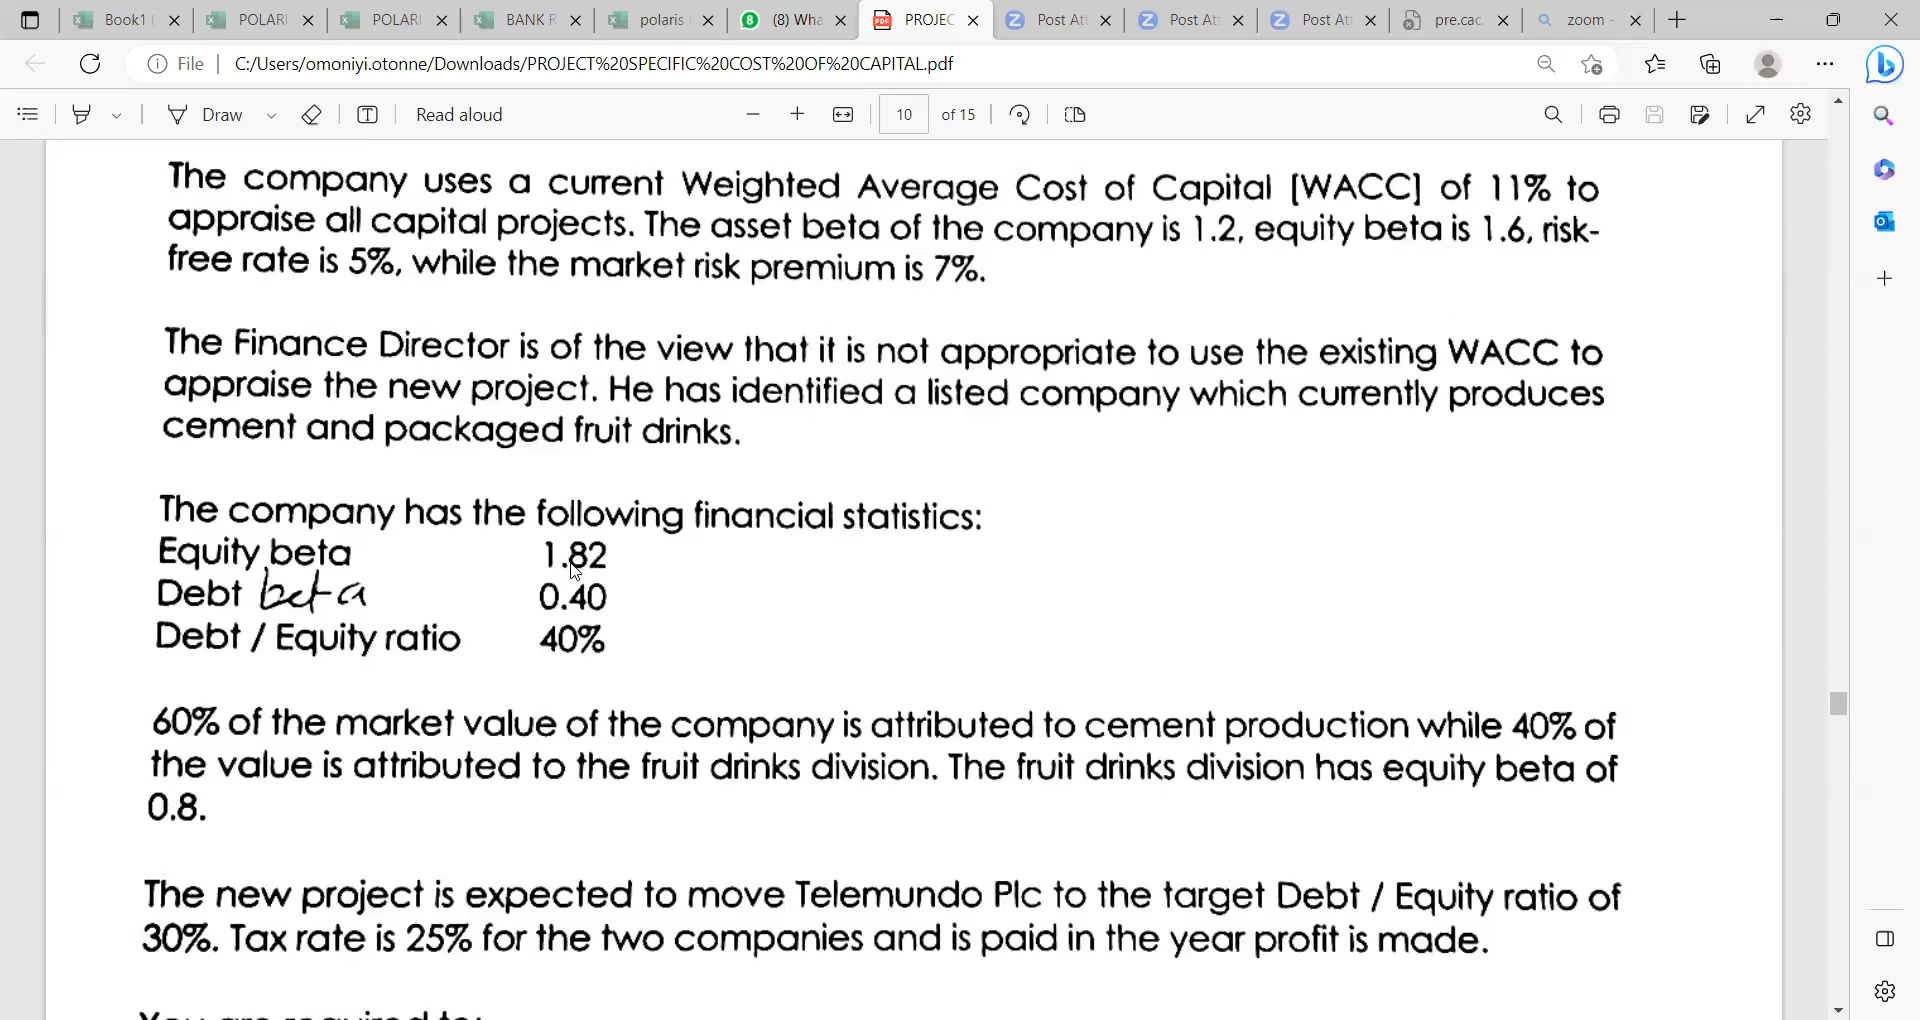 Book1
POLARI
POLARI
BANK R
polaris
(8) Wha
PROJEC
Post Att
Post Att
Post Att
pre.cac.
zoom -
File
C:/Users/omoniyi.otonne/Downloads/PROJECT%20SPECIFIC%20COST%20OF%20CAPITAL.pdf
Draw
Read aloud
10
of 15
The company uses a current Weighted Average Cost of Capital [WACC] of 11% to
appraise all capital projects. The asset beta of the company is 1.2, equity beta is 1.6, risk-
free rate is 5%, while the market risk premium is 7%.
The Finance Director is of the view that it is not appropriate to use the existing WACC to
appraise the new project. He has identified a listed company which currently produces
cement and packaged fruit drinks.
The company has the following financial statistics:
Equity beta 1.82
Debt beta 0.40
Debt / Equity ratio 40%
60% of the market value of the company is attributed to cement production while 40% of
the value is attributed to the fruit drinks division. The fruit drinks division has equity beta of
0.8.
The new project is expected to move Telemundo Plc to the target Debt / Equity ratio of
30%. Tax rate is 25% for the two companies and is paid in the year profit is made.
You are required to: